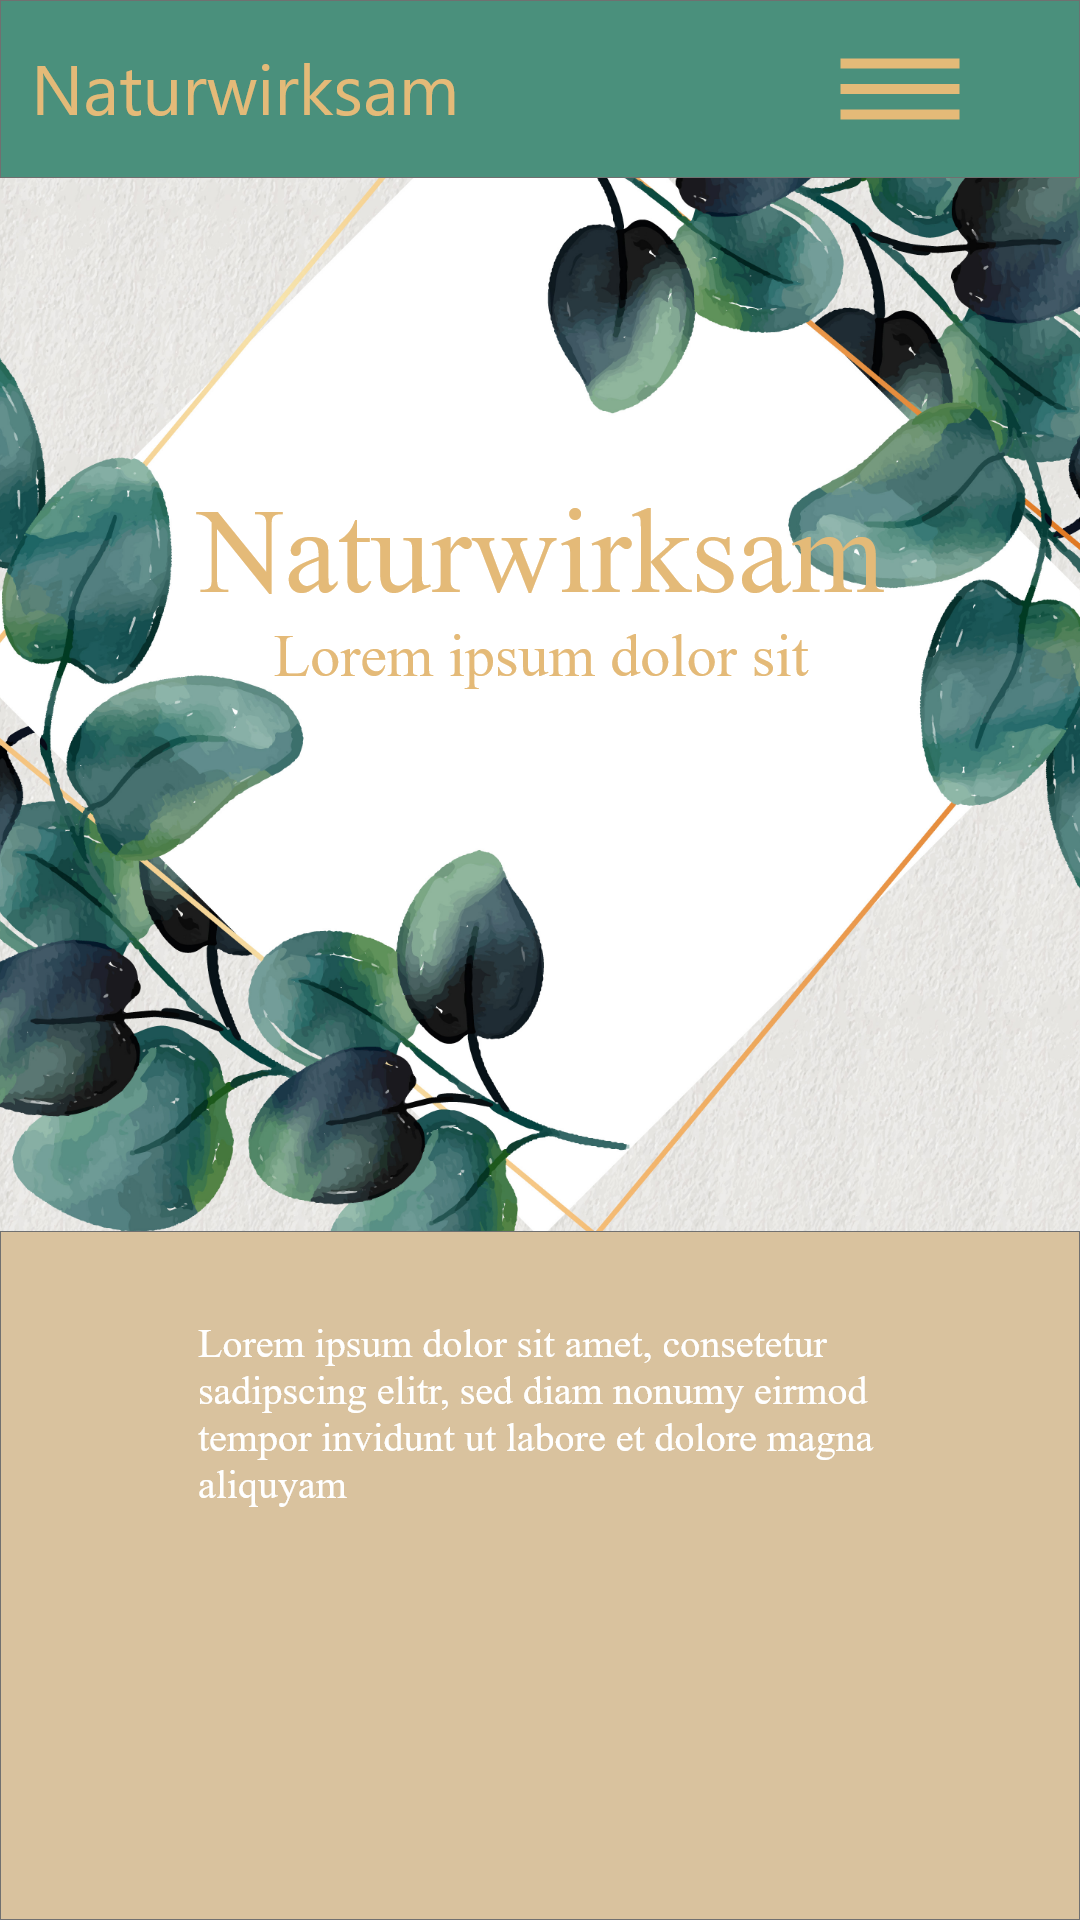 Naturwirksam
Naturwirksam
Lorem ipsum dolor sit
Lorem ipsum dolor sit amet, consetetur
sadipscing elitr, sed diam nonumy eirmod
tempor invidunt ut labore et dolore magna
aliquyam